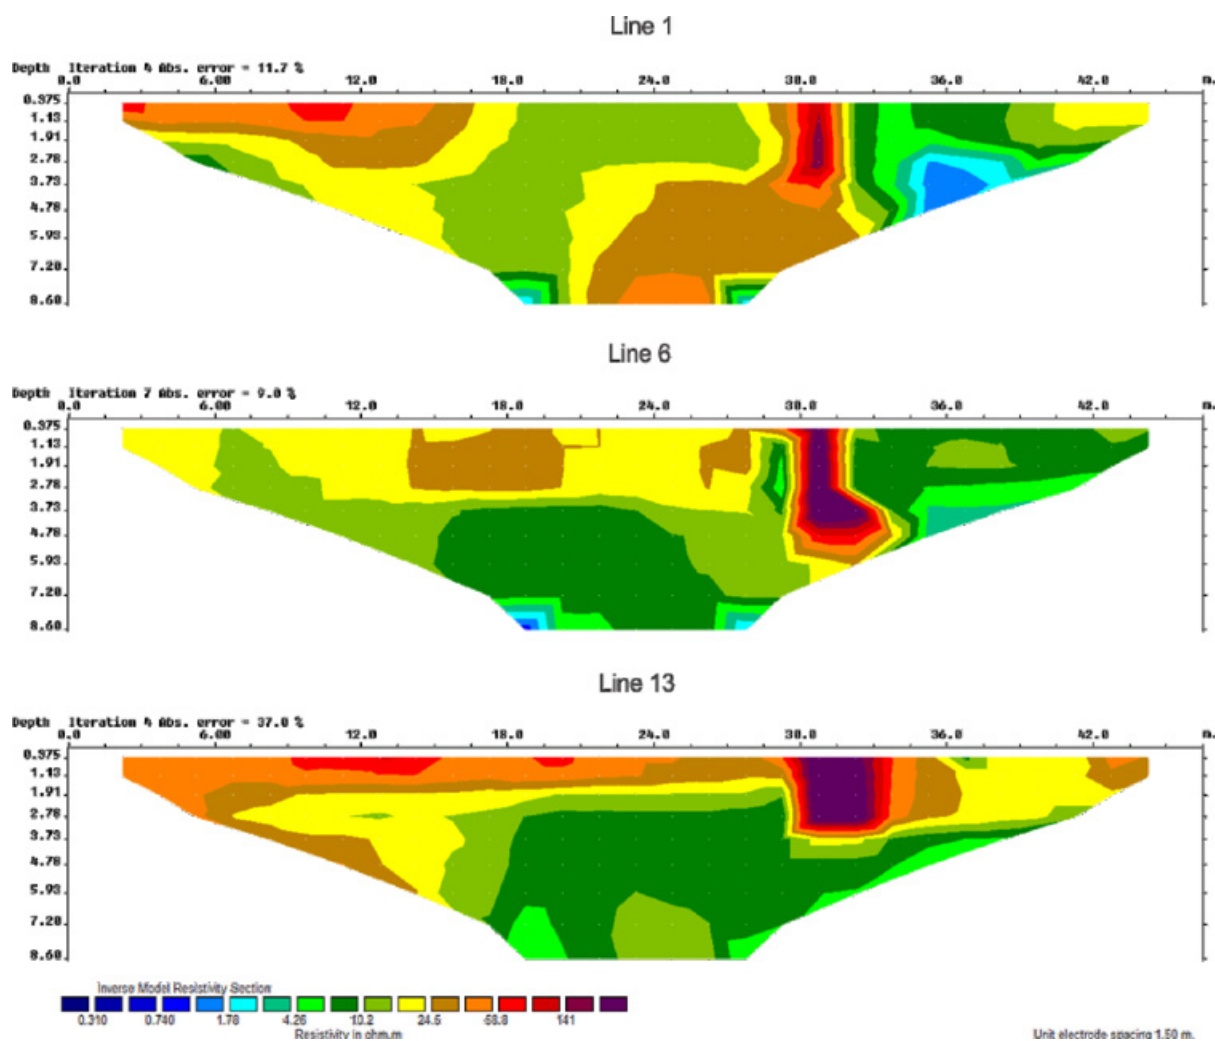 Line 1
Depth Iteration 4 Abs. error = 11.7 %
0.0 6.00 12.0 18.0 24.0 30.0 36.0 42.0 m.
0.375
1.13
1.91
2.78
3.73
4.78
5.93
7.20
8.60
Line 6
Depth Iteration 7 Abs. error = 9.0 %
0.0 6.00 12.0 18.0 24.0 30.0 36.0 42.0 m.
0.375
1.13
1.91
2.78
3.73
4.78
5.93
7.20
8.60
Line 13
Depth Iteration 4 Abs. error = 37.0 %
0.0 6.00 12.0 18.0 24.0 30.0 36.0 42.0 m.
0.375
1.13
1.91
2.78
3.73
4.78
5.93
7.20
8.60
Inverse Model Resistivity Section
0.310 0.740 1.78 4.26 10.2 24.5 58.8 141
Resistivity in ohm.m
Unit electrode spacing 1.50 m.